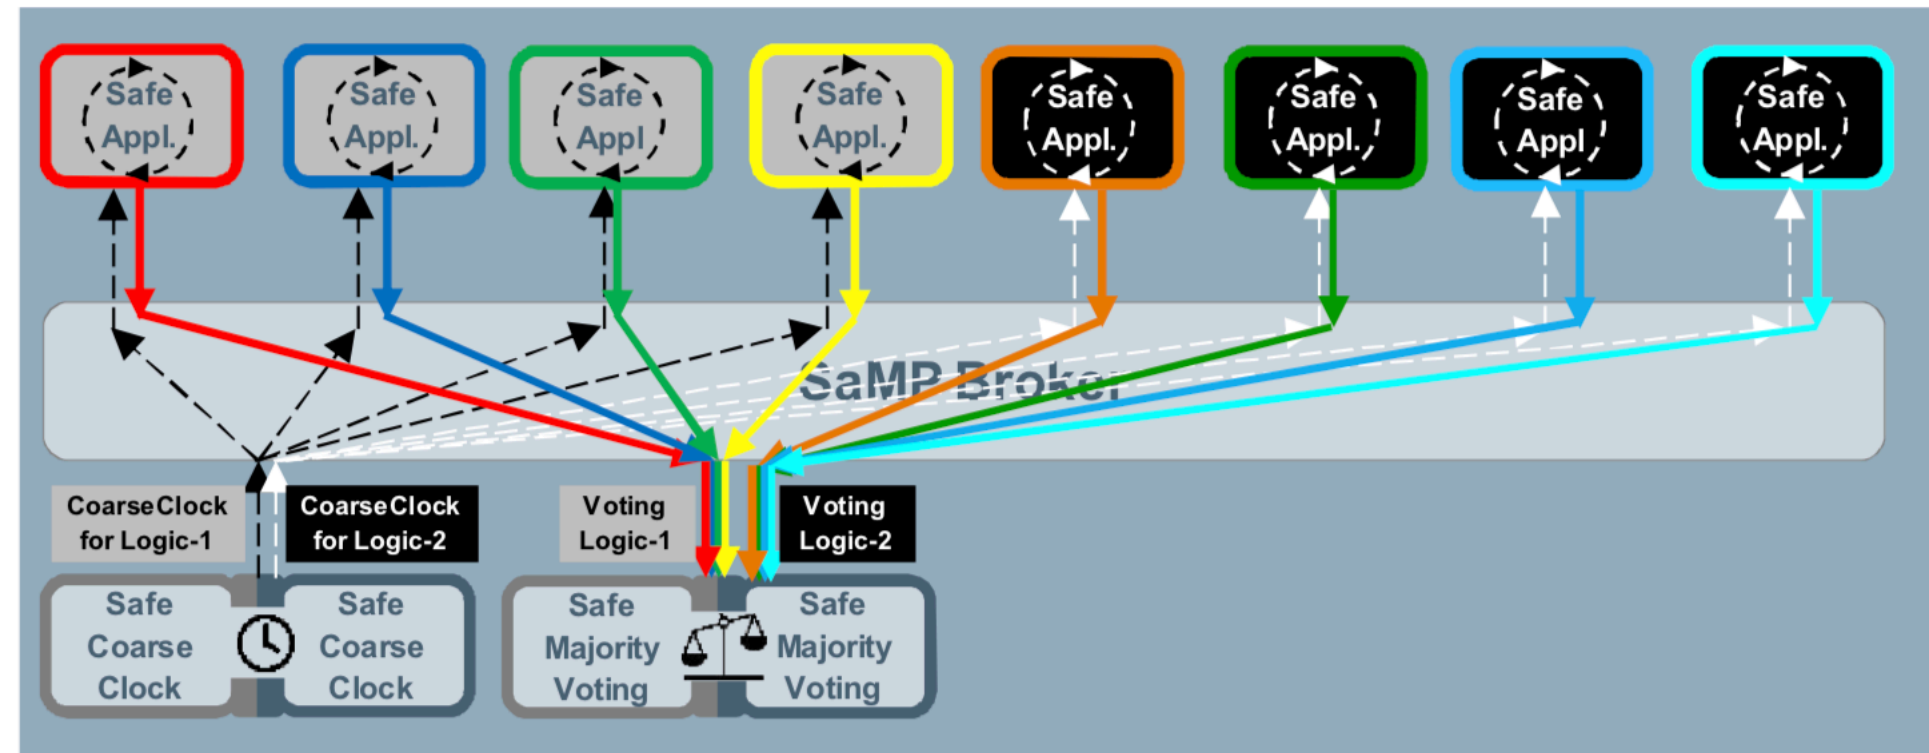 Safe
Appl.
Safe
Appl.
Safe
Appl
Safe
Appl.
Safe
Appl.
Safe
Appl.
Safe
Appl
Safe
Appl.
SaMP Broker
CoarseClock
for Logic-1
CoarseClock
for Logic-2
Voting
Logic-1
Voting
Logic-2
Safe
Coarse
Clock
Safe
Coarse
Clock
Safe
Majority
Voting
Safe
Majority
Voting